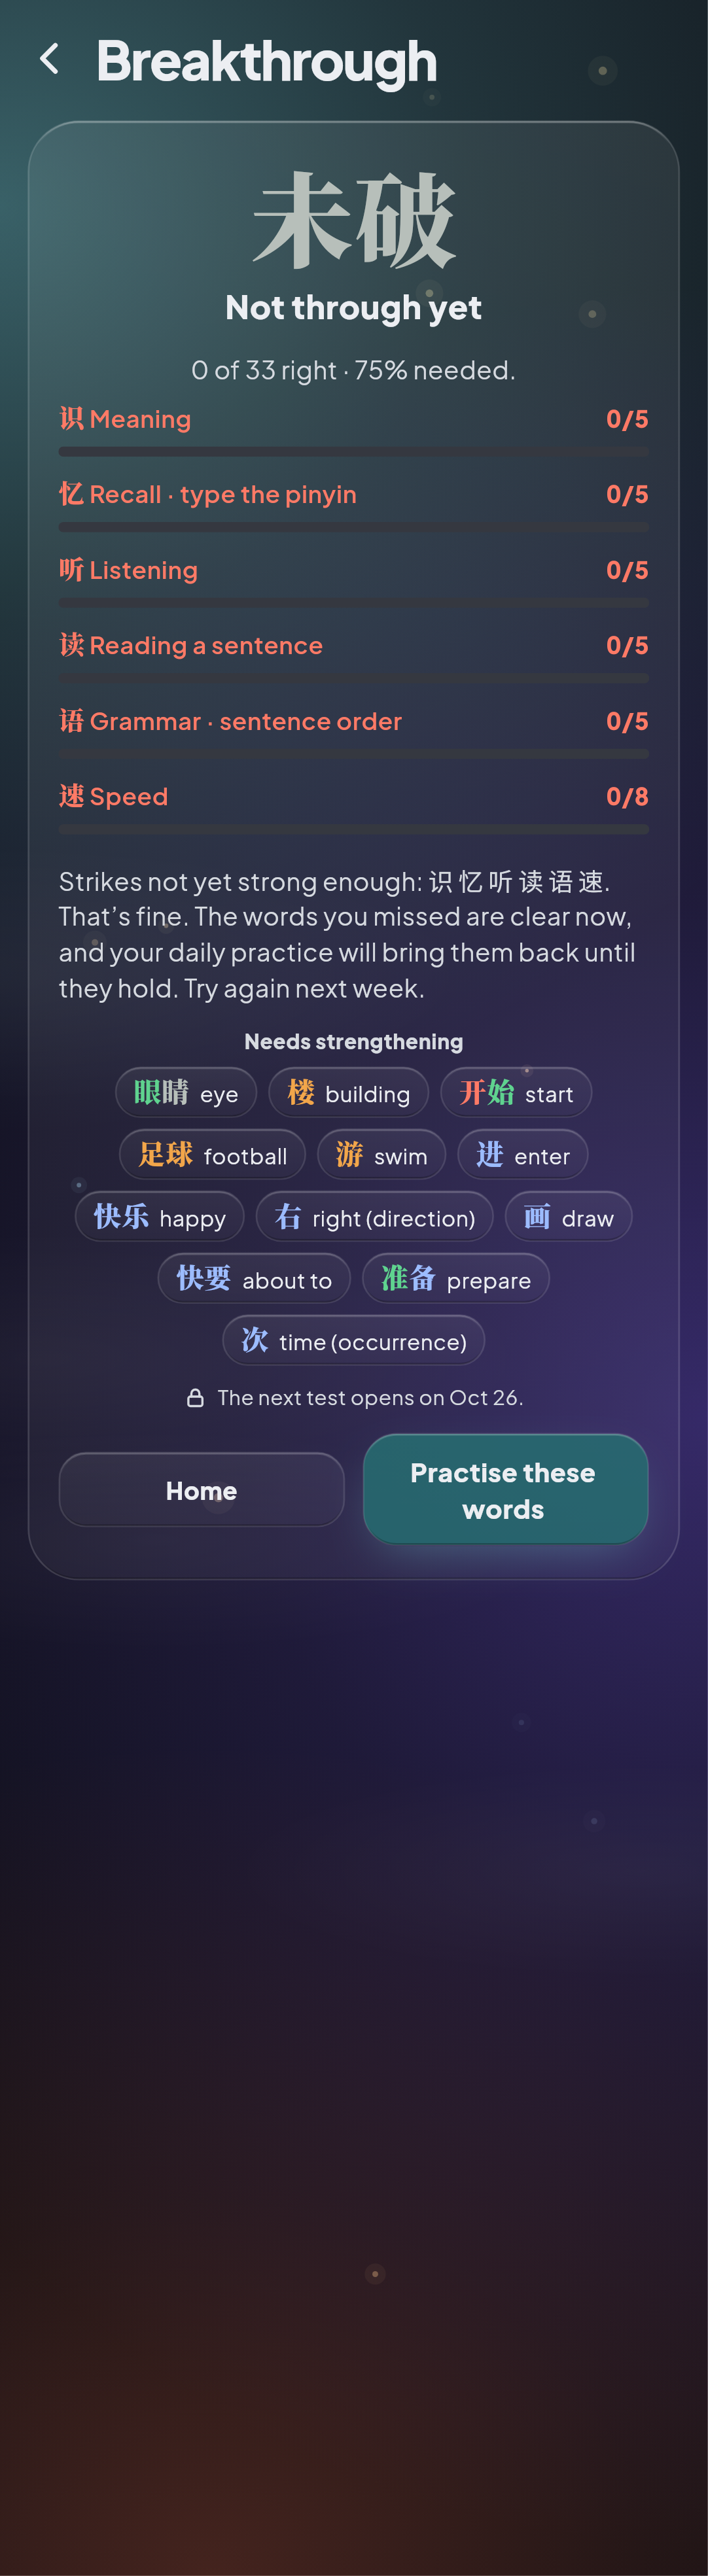 Breakthrough
未破
Not through yet
0 of 33 right · 75% needed.
识 Meaning 0/5
忆 Recall · type the pinyin 0/5
听 Listening 0/5
读 Reading a sentence 0/5
语 Grammar · sentence order 0/5
速 Speed 0/8
Strikes not yet strong enough: 识忆听读语速.
That’s fine. The words you missed are clear now,
and your daily practice will bring them back until
they hold. Try again next week.
Needs strengthening
眼睛 eye 楼 building 开始 start
足球 football 游 swim 进 enter
快乐 happy 右 right (direction) 画 draw
快要 about to 准备 prepare
次 time (occurrence)
The next test opens on Oct 26.
Home
Practise these
words